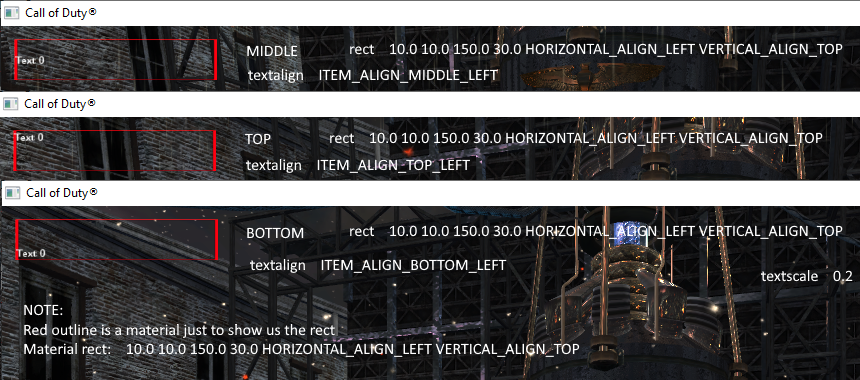 Call of Duty®
MIDDLE rect 10.0 10.0 150.0 30.0 HORIZONTAL_ALIGN_LEFT VERTICAL_ALIGN_TOP
Text 0
textalign ITEM_ALIGN_MIDDLE_LEFT
Call of Duty®
Text 0
TOP rect 10.0 10.0 150.0 30.0 HORIZONTAL_ALIGN_LEFT VERTICAL_ALIGN_TOP
textalign ITEM_ALIGN_TOP_LEFT
Call of Duty®
BOTTOM rect 10.0 10.0 150.0 30.0 HORIZONTAL_ALIGN_LEFT VERTICAL_ALIGN_TOP
Text 0
textalign ITEM_ALIGN_BOTTOM_LEFT
textscale 0.2
NOTE:
Red outline is a material just to show us the rect
Material rect: 10.0 10.0 150.0 30.0 HORIZONTAL_ALIGN_LEFT VERTICAL_ALIGN_TOP